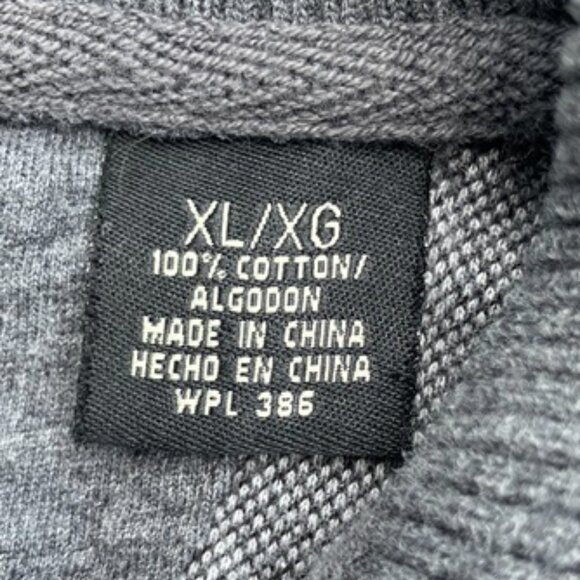 XL/XG
100% COTTON/
ALGODON
MADE IN CHINA
HECHO EN CHINA
WPL 386